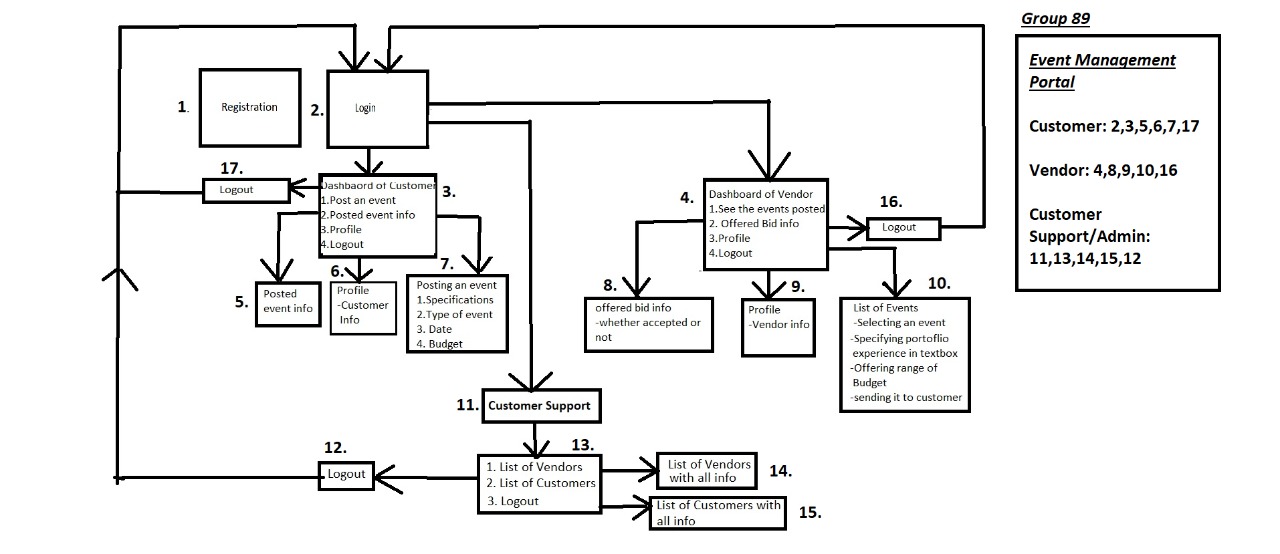 Group 89
Event Management
Portal
Customer: 2,3,5,6,7,17
Vendor: 4,8,9,10,16
Customer
Support/Admin:
11,13,14,15,12
1.
Registration
2.
Login
17.
Logout
3.
Dashbaord of Customer
1.Post an event
2.Posted event info
3.Profile
4.Logout
4.
Dashboard of Vendor
1.See the events posted
2. Offered Bid info
3.Profile
4.Logout
16.
Logout
5.
Posted
event info
6.
Profile
-Customer
Info
7.
Posting an event
1.Specifications
2.Type of event
3. Date
4. Budget
8.
offered bid info
-whether accepted or
not
9.
Profile
-Vendor info
10.
List of Events
-Selecting an event
-Specifying portoflio
experience in textbox
-Offering range of
Budget
-sending it to customer
11.
Customer Support
12.
Logout
13.
1. List of Vendors
2. List of Customers
3. Logout
List of Vendors
with all info
14.
List of Customers with
all info
15.